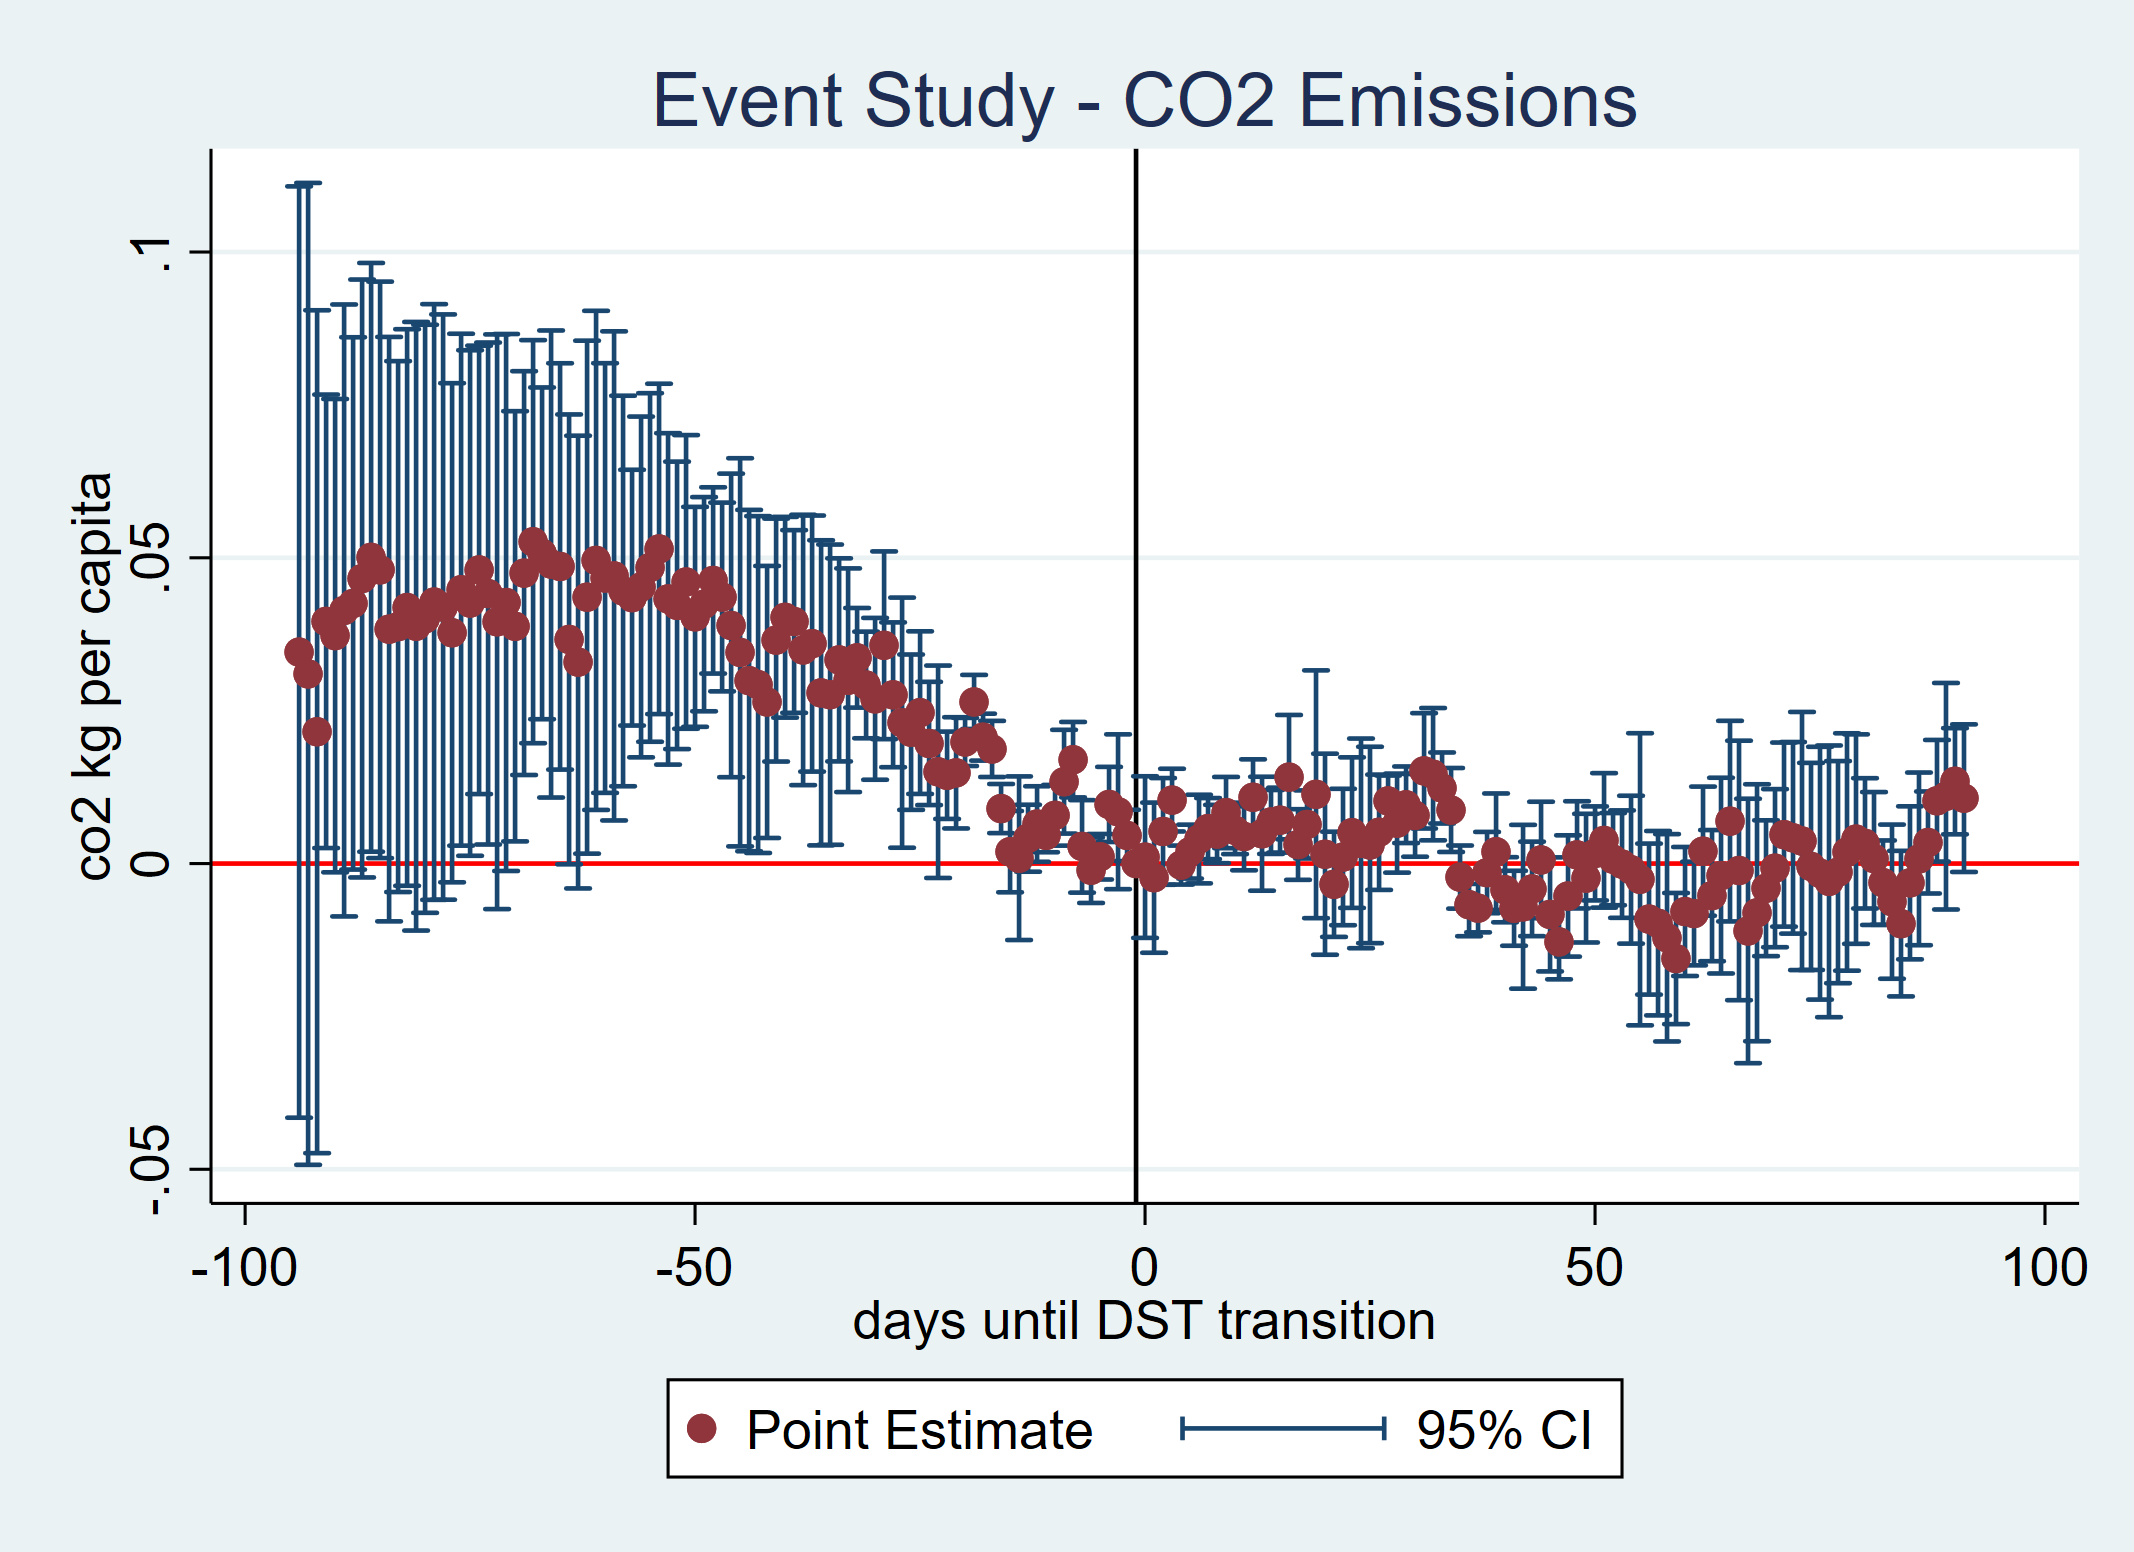 Event Study - CO2 Emissions
co2 kg per capita
.1
.05
0
-.05
-100
-50
0
50
100
days until DST transition
Point Estimate
95% CI